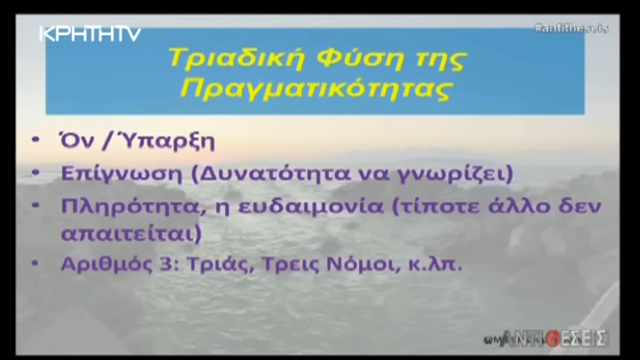 ΚΡΗΤΗTV
#antithesis
Τριαδική Φύση της
Πραγματικότητας
• Όν / Ύπαρξη
• Επίγνωση (Δυνατότητα να γνωρίζει)
• Πληρότητα, η ευδαιμονία (τίποτε άλλο δεν
απαιτείται)
• Αριθμός 3: Τριάς, Τρεις Νόμοι, κ.λπ.
ΑΝΤΙΘΕΣΕΙΣ